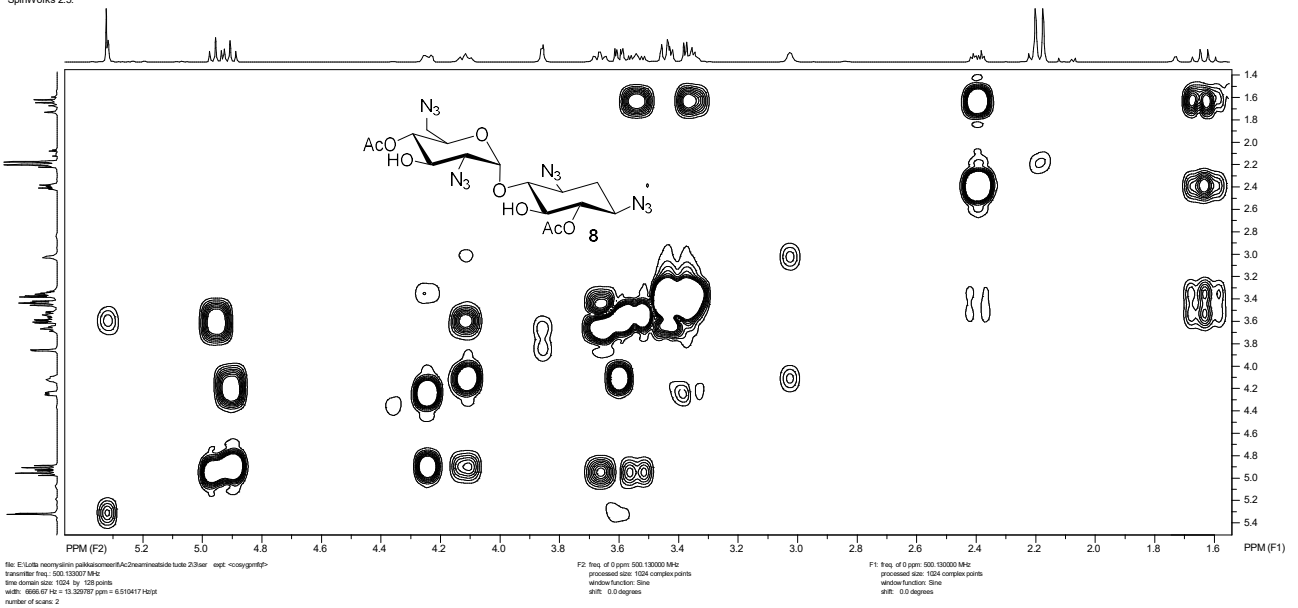 SpinWorks 2.5:
1.4
1.6
1.8
2.0
2.2
2.4
2.6
2.8
3.0
3.2
3.4
3.6
3.8
4.0
4.2
4.4
4.6
4.8
5.0
5.2
5.4
N3
AcO
O
HO
N3
O
N3
HO
N3
AcO
8
PPM (F2) 5.2 5.0 4.8 4.6 4.4 4.2 4.0 3.8 3.6 3.4 3.2 3.0 2.8 2.6 2.4 2.2 2.0 1.8 1.6 PPM (F1)
transmitter freq.: 500.133007 MHz
time domain size: 1024 by 128 points
width: 6666.67 Hz = 13.329787 ppm = 6.510417 Hz/pt
number of scans: 2
F2: freq. of 0 ppm: 500.130000 MHz
processed size: 1024 complex points
window function: Sine
shift: 0.0 degrees
F1: freq. of 0 ppm: 500.130000 MHz
processed size: 1024 complex points
window function: Sine
shift: 0.0 degrees